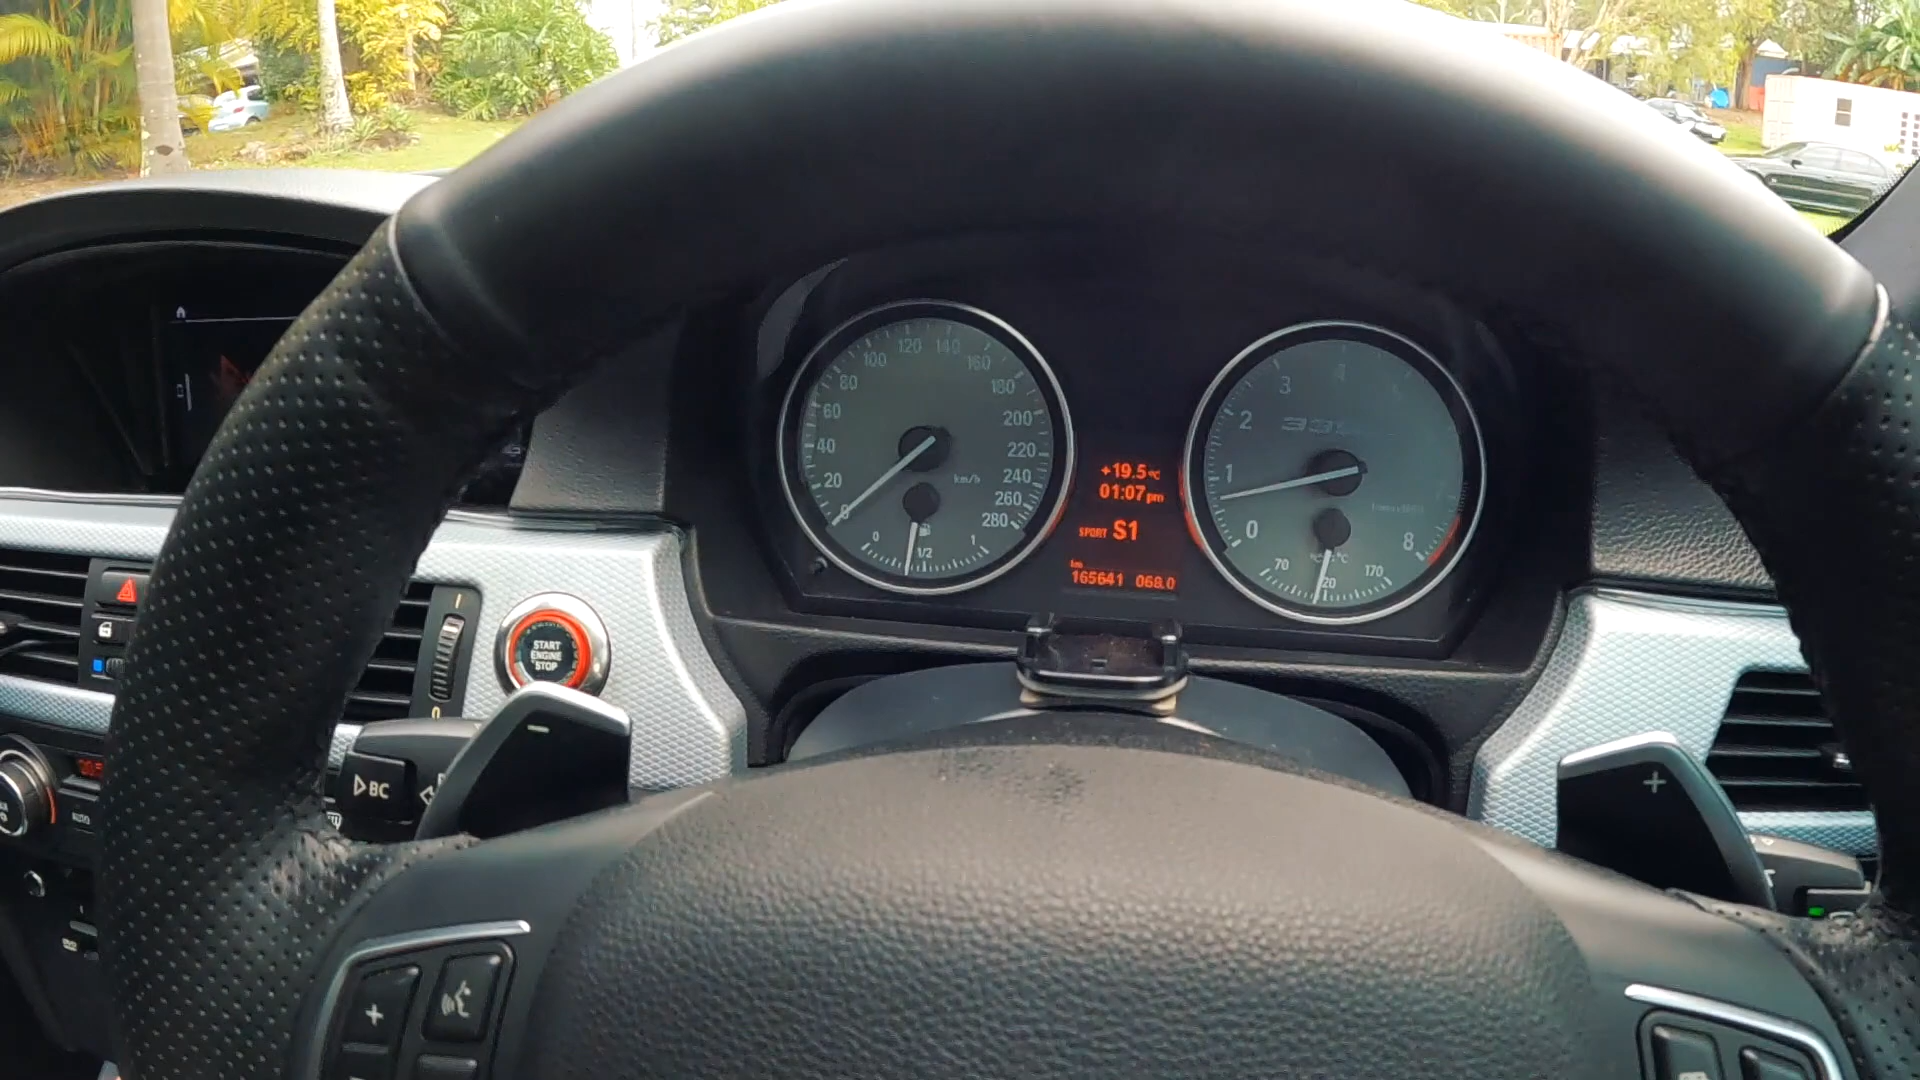 120 140
100 160
80 180
60 200
40 220
20 240
0 260
280
km/h
0 1/2 1
+19.5°C
01:07pm
SPORT S1
km
165641 068.0
3
2
1
0 8
70 120 170
°C
START
ENGINE
STOP
1
0
BC
AUTO
+
-
+